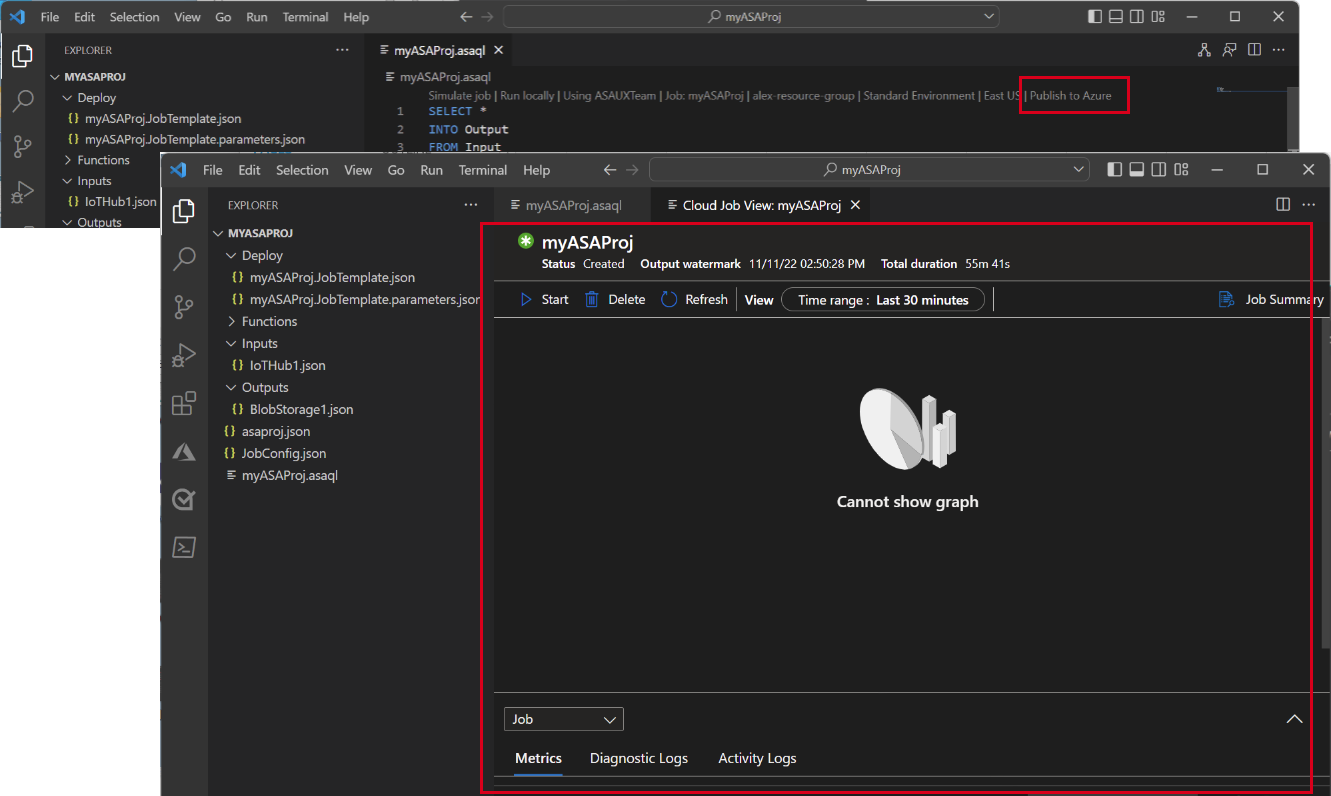 File Edit Selection View Go Run Terminal Help myASAProj
EXPLORER
MYASAPROJ
Deploy
{} myASAProj.JobTemplate.json
{} myASAProj.JobTemplate.parameters.json
Functions
Inputs
{} IoTHub1.json
Outputs
myASAProj.asaql
myASAProj.asaql
Simulate job | Run locally | Using ASAUXTeam | Job: myASAProj | alex-resource-group | Standard Environment | East US | Publish to Azure
1 SELECT *
2 INTO Output
3 FROM Input
File Edit Selection View Go Run Terminal Help myASAProj
EXPLORER
MYASAPROJ
Deploy
{} myASAProj.JobTemplate.json
{} myASAProj.JobTemplate.parameters.json
Functions
Inputs
{} IoTHub1.json
Outputs
{} BlobStorage1.json
{} asaproj.json
{} JobConfig.json
myASAProj.asaql
myASAProj.asaql Cloud Job View: myASAProj
myASAProj
Status Created Output watermark 11/11/22 02:50:28 PM Total duration 55m 41s
Start Delete Refresh View Time range : Last 30 minutes Job Summary
Cannot show graph
Job
Metrics Diagnostic Logs Activity Logs